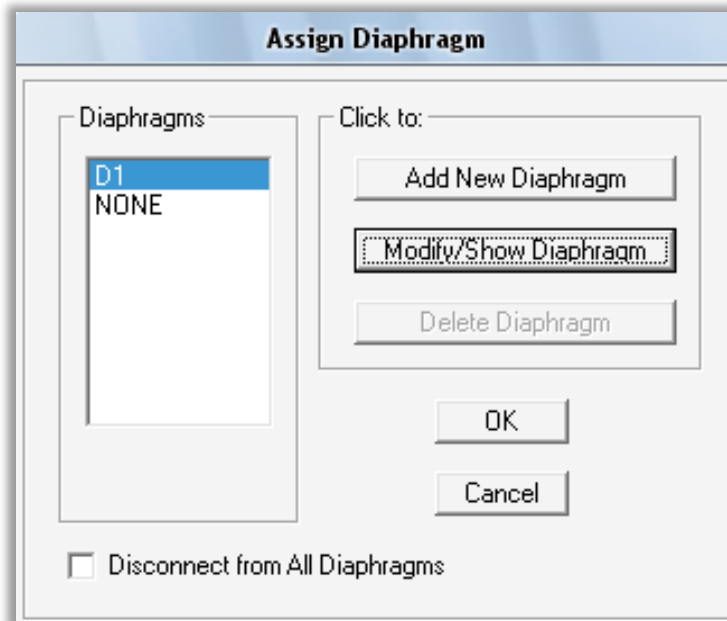 Assign Diaphragm
Diaphragms
D1
NONE
Click to:
Add New Diaphragm
Modify/Show Diaphragm
Delete Diaphragm
OK
Cancel
Disconnect from All Diaphragms